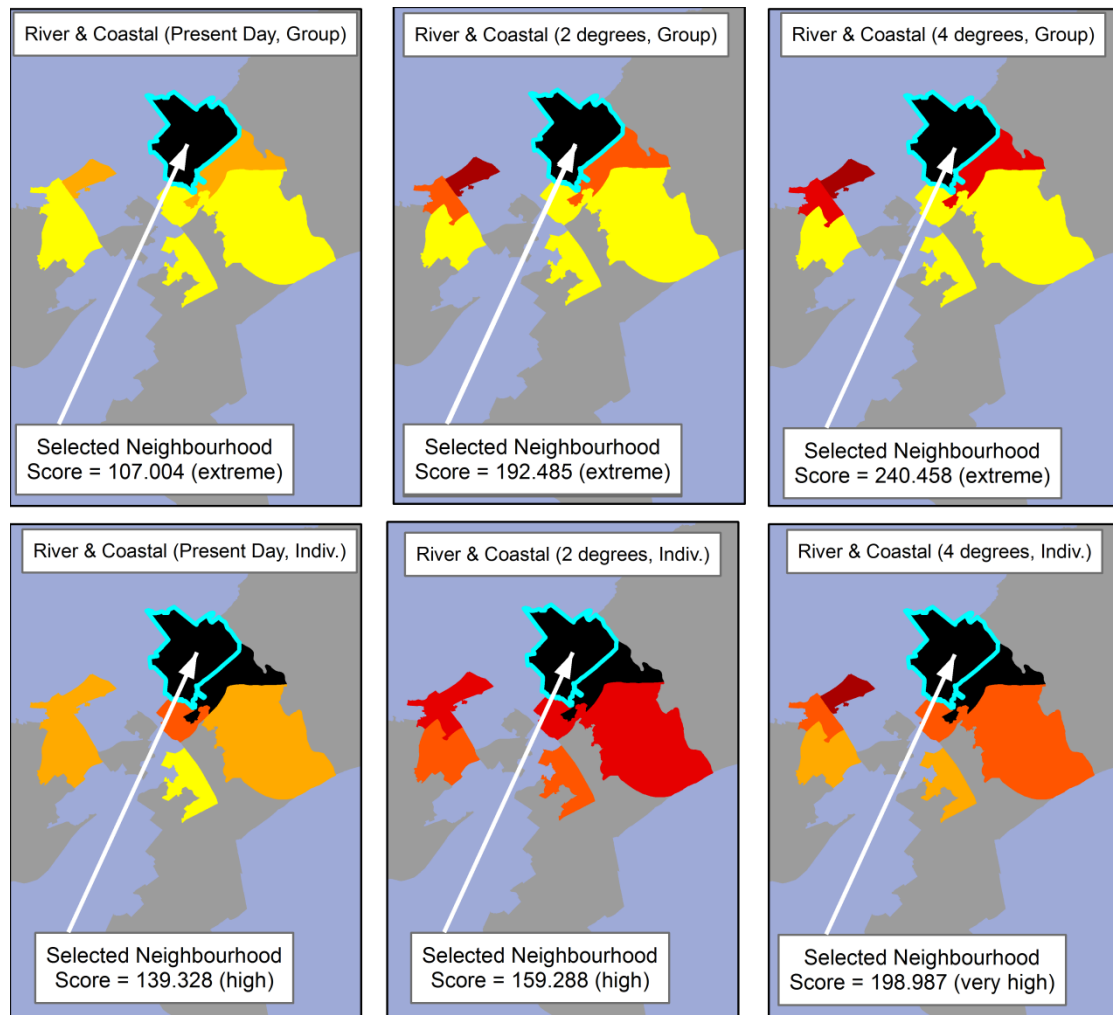 River & Coastal (Present Day, Group)
River & Coastal (2 degrees, Group)
River & Coastal (4 degrees, Group)
Selected Neighbourhood
Score = 107.004 (extreme)
Selected Neighbourhood
Score = 192.485 (extreme)
Selected Neighbourhood
Score = 240.458 (extreme)
River & Coastal (Present Day, Indiv.)
River & Coastal (2 degrees, Indiv.)
River & Coastal (4 degrees, Indiv.)
Selected Neighbourhood
Score = 139.328 (high)
Selected Neighbourhood
Score = 159.288 (high)
Selected Neighbourhood
Score = 198.987 (very high)